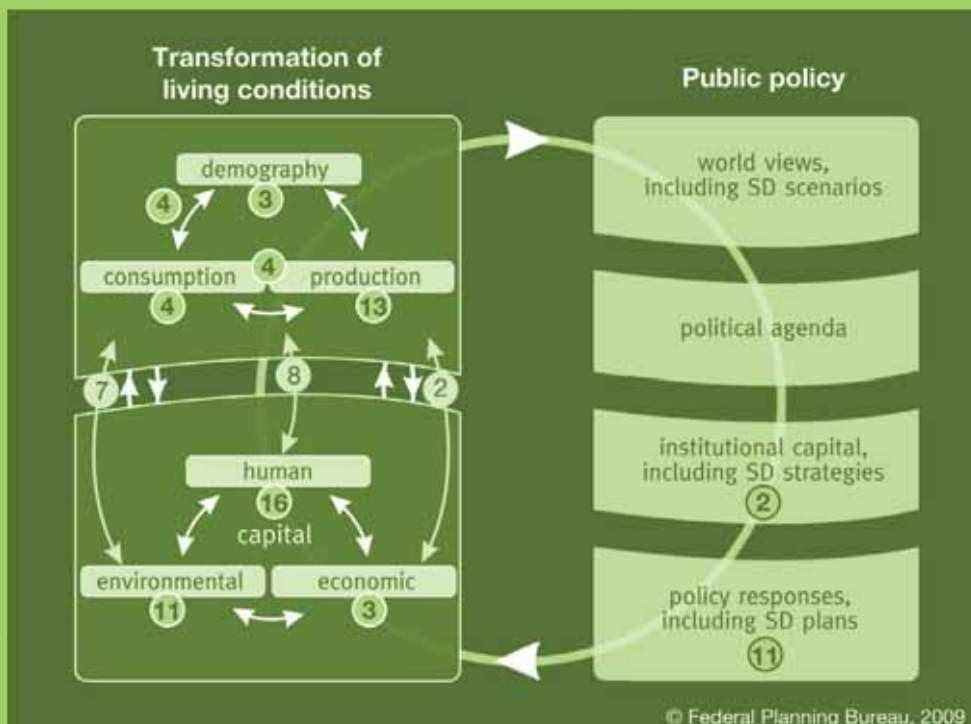 Transformation of
living conditions
Public policy
demography
3
4
consumption
4
production
4
13
7
8
2
human
16
capital
environmental
economic
11
3
world views,
including SD scenarios
political agenda
institutional capital,
including SD strategies
2
policy responses,
including SD plans
11
© Federal Planning Bureau, 2009